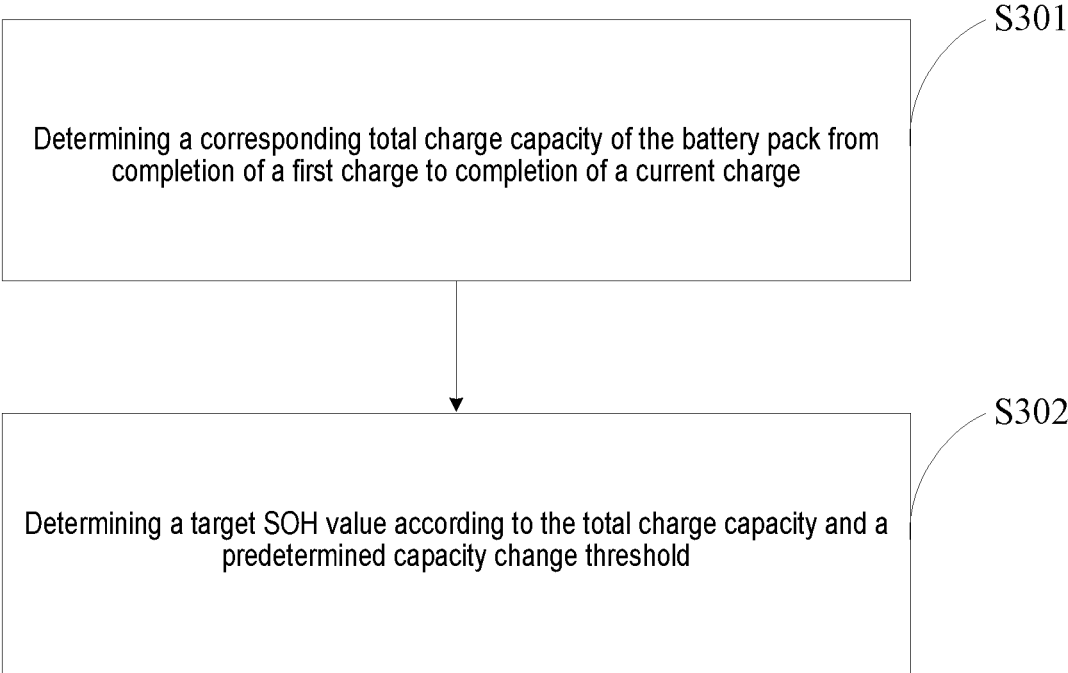 S301
Determining a corresponding total charge capacity of the battery pack from
completion of a first charge to completion of a current charge
S302
Determining a target SOH value according to the total charge capacity and a
predetermined capacity change threshold